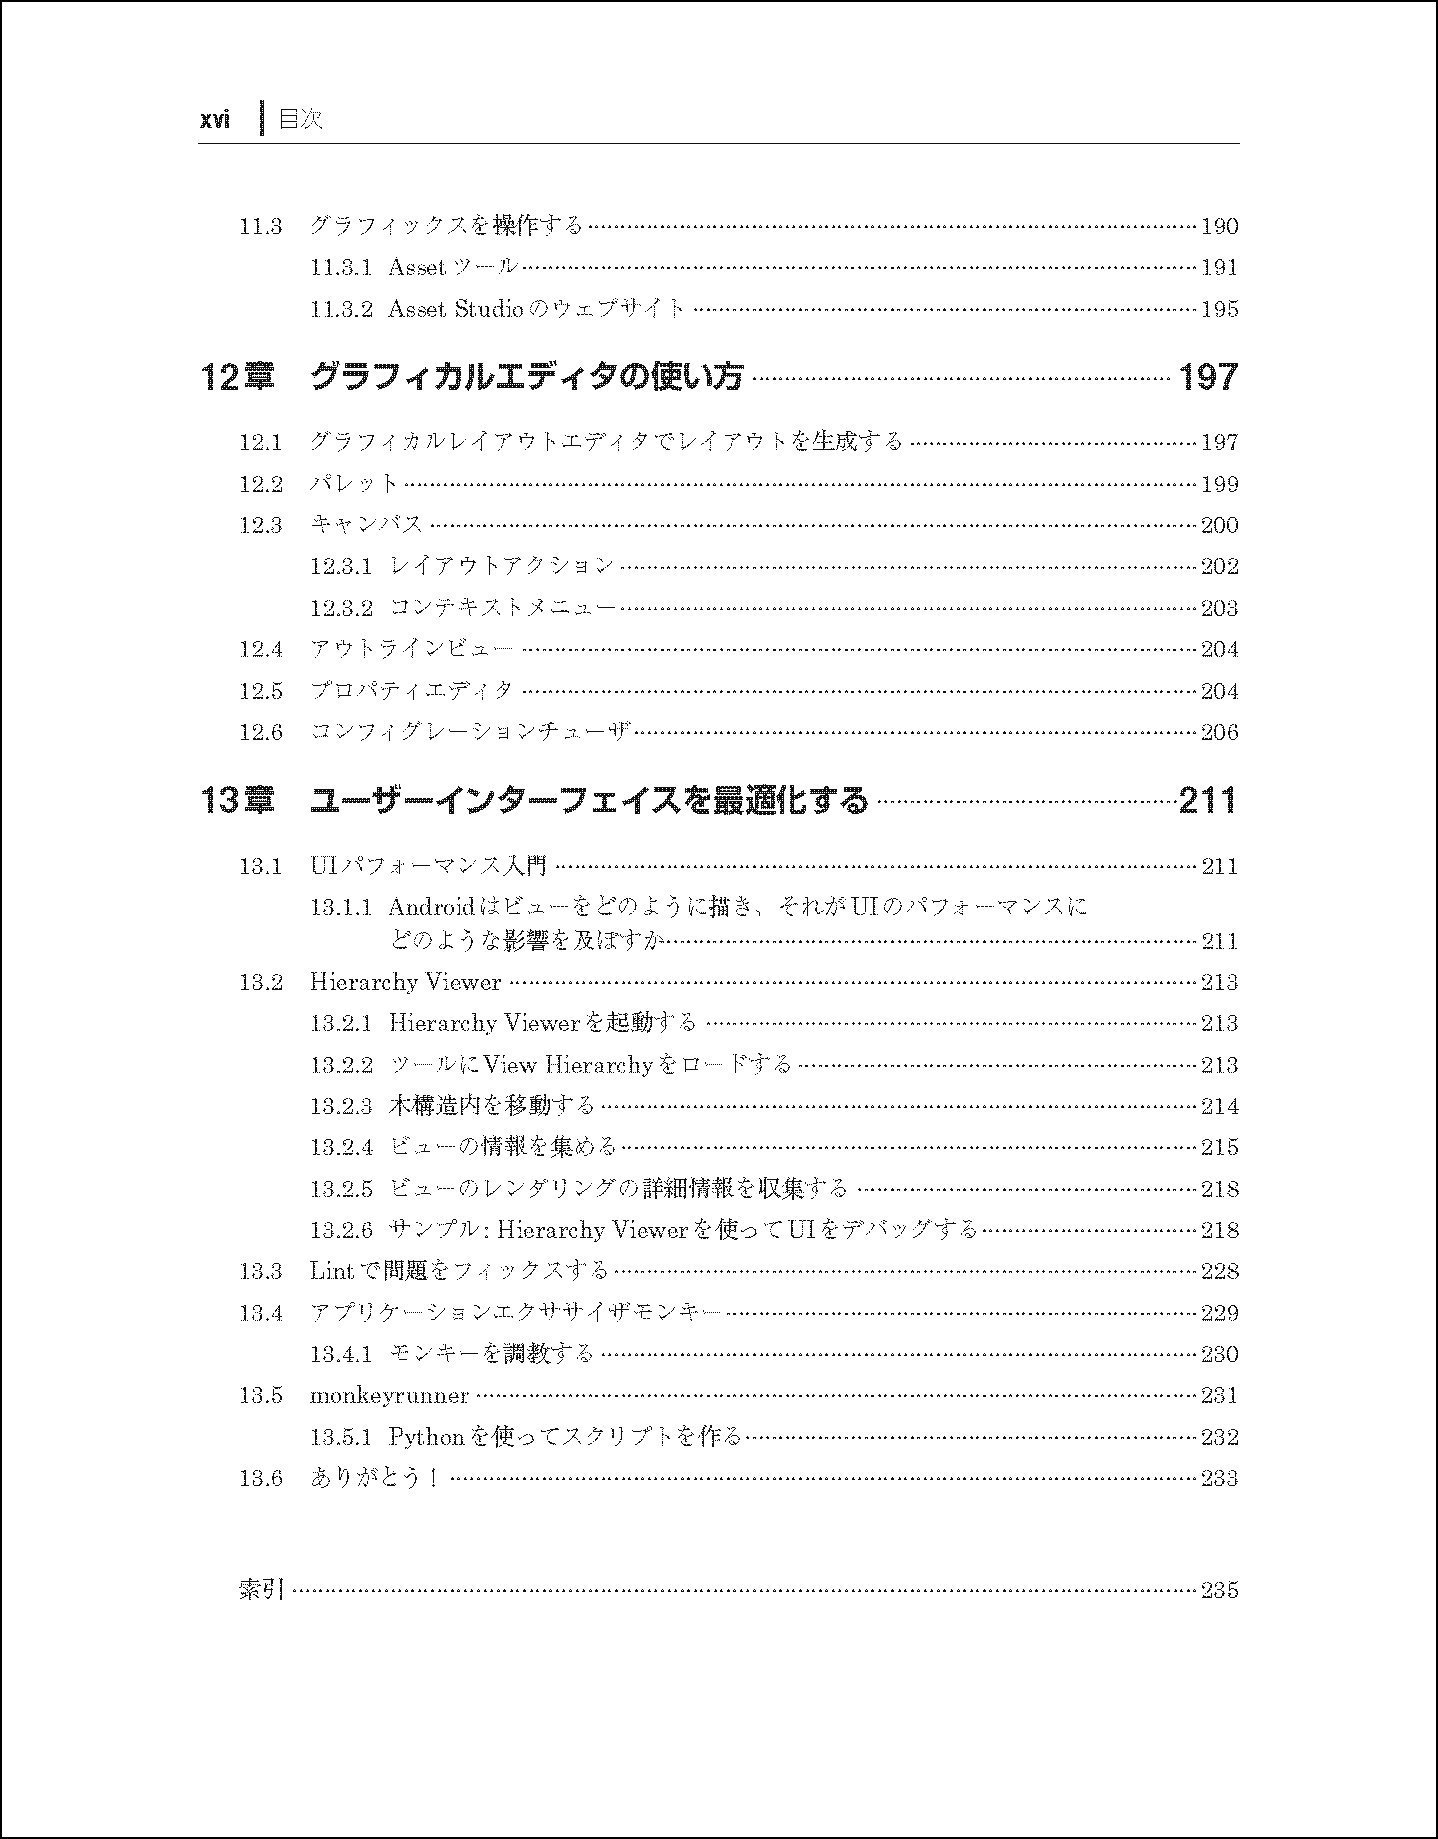 xvi | 目次
11.3 グラフィックスを操作する 190
11.3.1 Assetツール 191
11.3.2 Asset Studioのウェブサイト 195
12章 グラフィカルエディタの使い方 197
12.1 グラフィカルレイアウトエディタでレイアウトを生成する 197
12.2 パレット 199
12.3 キャンバス 200
12.3.1 レイアウトアクション 202
12.3.2 コンテキストメニュー 203
12.4 アウトラインビュー 204
12.5 プロパティエディタ 204
12.6 コンフィグレーションチューザ 206
13章 ユーザーインターフェイスを最適化する 211
13.1 UIパフォーマンス入門 211
13.1.1 Androidはビューをどのように描き、それがUIのパフォーマンスに
どのような影響を及ぼすか 211
13.2 Hierarchy Viewer 213
13.2.1 Hierarchy Viewerを起動する 213
13.2.2 ツールにView Hierarchyをロードする 213
13.2.3 木構造内を移動する 214
13.2.4 ビューの情報を集める 215
13.2.5 ビューのレンダリングの詳細情報を収集する 218
13.2.6 サンプル: Hierarchy Viewerを使ってUIをデバッグする 218
13.3 Lintで問題をフィックスする 228
13.4 アプリケーションエクササイザモンキー 229
13.4.1 モンキーを調教する 230
13.5 monkeyrunner 231
13.5.1 Pythonを使ってスクリプトを作る 232
13.6 ありがとう！ 233
索引 235